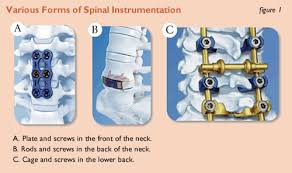 Various Forms of Spinal Instrumentation
figure 1
A
B
C
A. Plate and screws in the front of the neck.
B. Rods and screws in the back of the neck.
C. Cage and screws in the lower back.